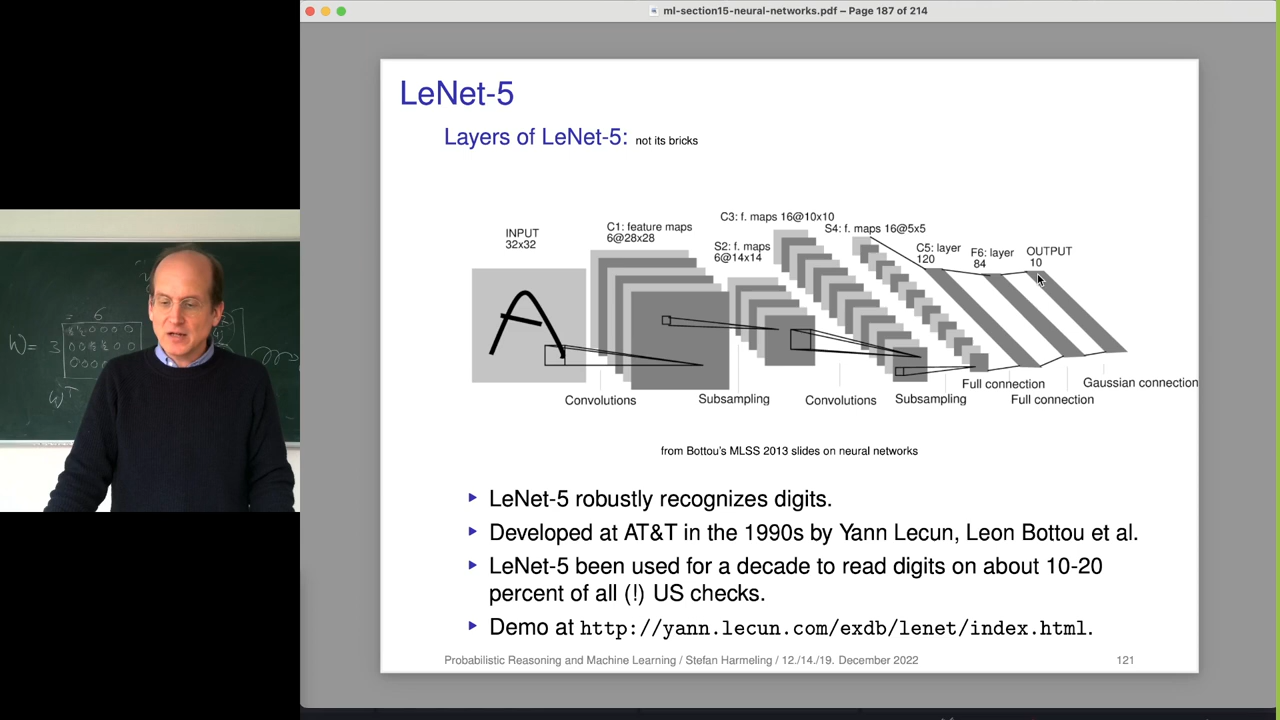 ml-section15-neural-networks.pdf – Page 187 of 214
LeNet-5
Layers of LeNet-5: not its bricks
INPUT
32x32
C1: feature maps
6@28x28
S2: f. maps
6@14x14
C3: f. maps 16@10x10
S4: f. maps 16@5x5
C5: layer
120
F6: layer
84
OUTPUT
10
A
Convolutions
Subsampling
Convolutions
Subsampling
Full connection
Full connection
Gaussian connection
from Bottou's MLSS 2013 slides on neural networks
LeNet-5 robustly recognizes digits.
Developed at AT&T in the 1990s by Yann Lecun, Leon Bottou et al.
LeNet-5 been used for a decade to read digits on about 10-20
percent of all (!) US checks.
Demo at http://yann.lecun.com/exdb/lenet/index.html.
Probabilistic Reasoning and Machine Learning / Stefan Harmeling / 12./14./19. December 2022
121
= 6
W = 3
W^T